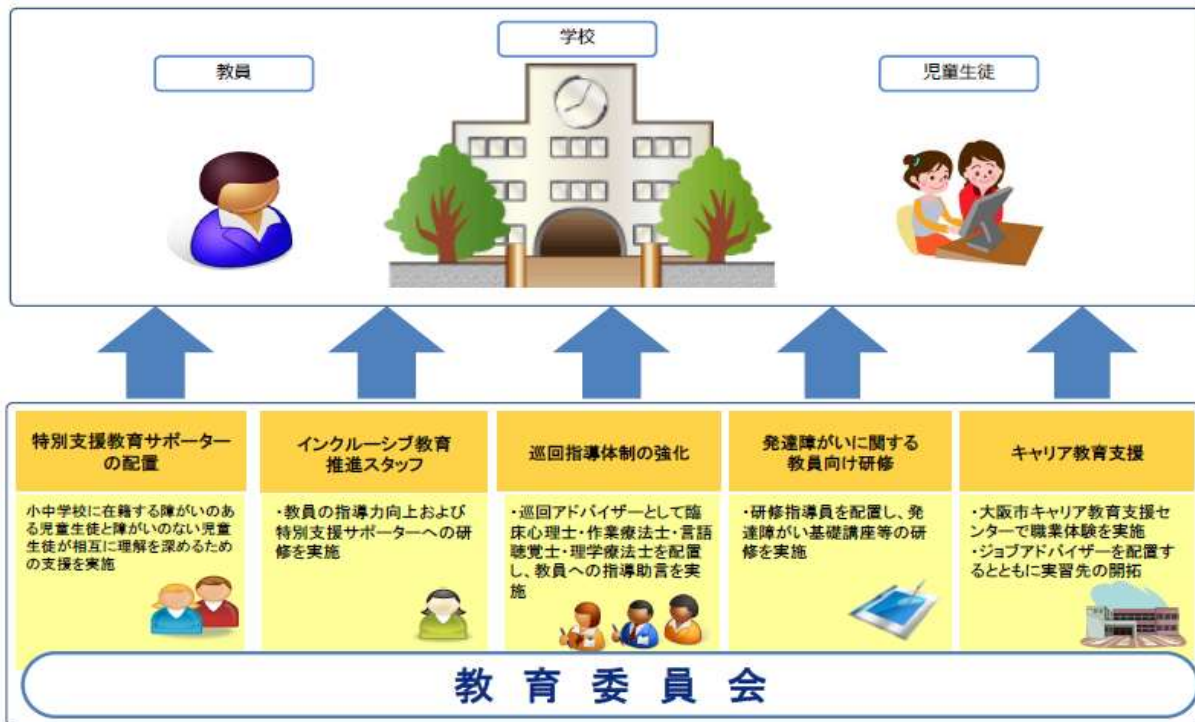 学校
教員
児童生徒
特別支援教育サポーター
の配置
小中学校に在籍する障がいのあ
る児童生徒と障がいのない児童
生徒が相互に理解を深めるため
の支援を実施
インクルーシブ教育
推進スタッフ
・教員の指導力向上および
特別支援サポーターへの研
修を実施
巡回指導体制の強化
・巡回アドバイザーとして臨
床心理士・作業療法士・言語
聴覚士・理学療法士を配置
し、教員への指導助言を実
施
発達障がいに関する
教員向け研修
・研修指導員を配置し、発
達障がい基礎講座等の研
修を実施
キャリア教育支援
・大阪市キャリア教育支援セ
ンターで職業体験を実施
・ジョブアドバイザーを配置す
るとともに実習先の開拓
教育委員会